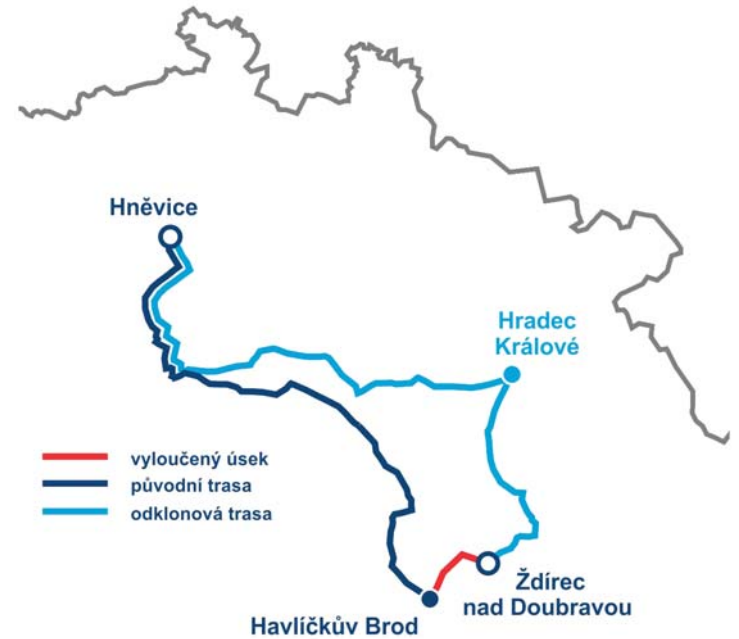 Hněvice
Hradec
Králové
vyloučený úsek
původní trasa
odklonová trasa
Ždírec
nad Doubravou
Havlíčkův Brod